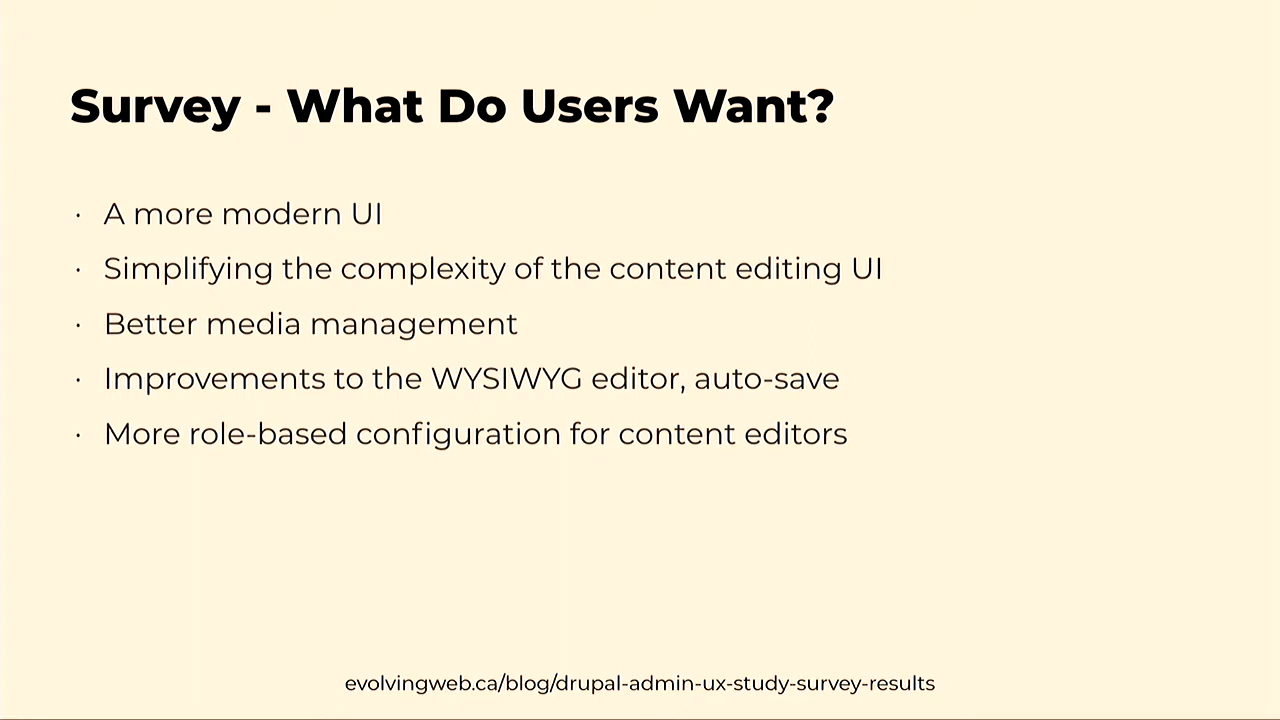 Survey - What Do Users Want?
· A more modern UI
· Simplifying the complexity of the content editing UI
· Better media management
· Improvements to the WYSIWYG editor, auto-save
· More role-based configuration for content editors
evolvingweb.ca/blog/drupal-admin-ux-study-survey-results